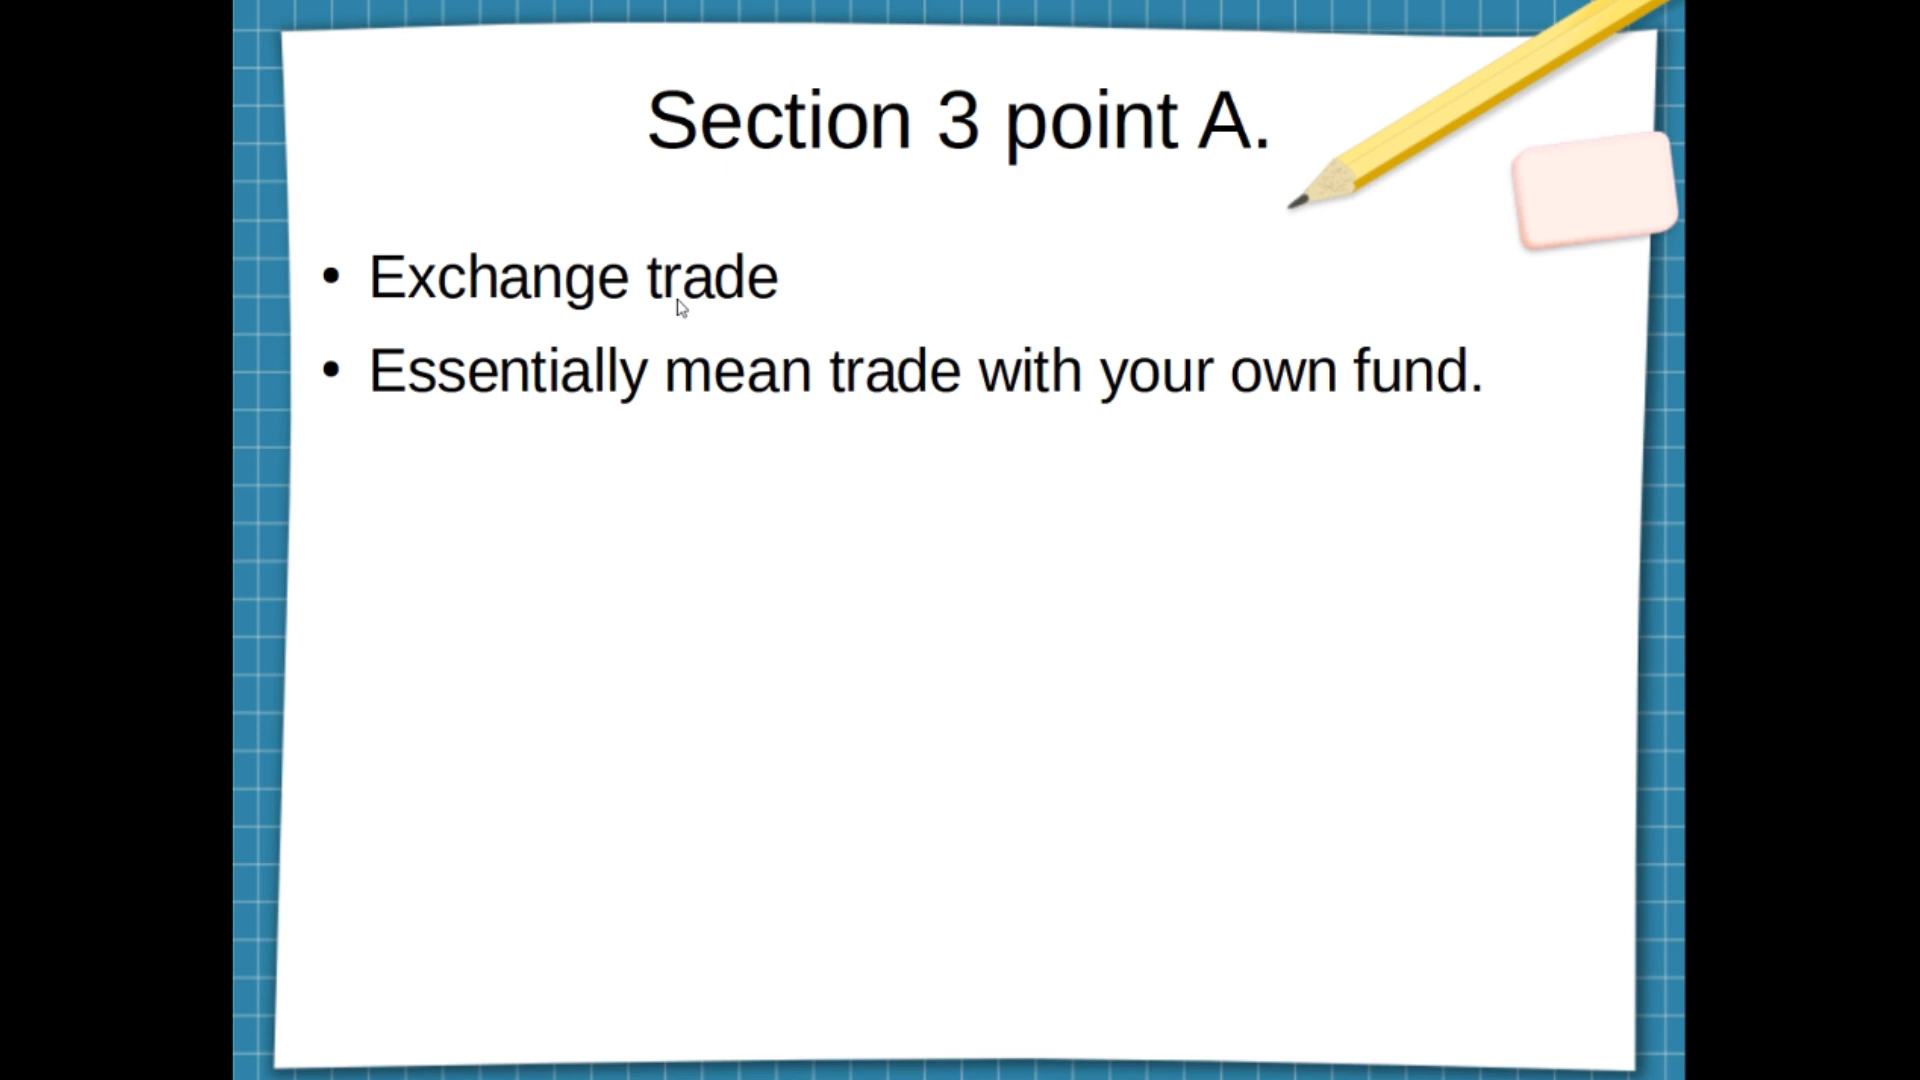 Section 3 point A.
• Exchange trade
• Essentially mean trade with your own fund.